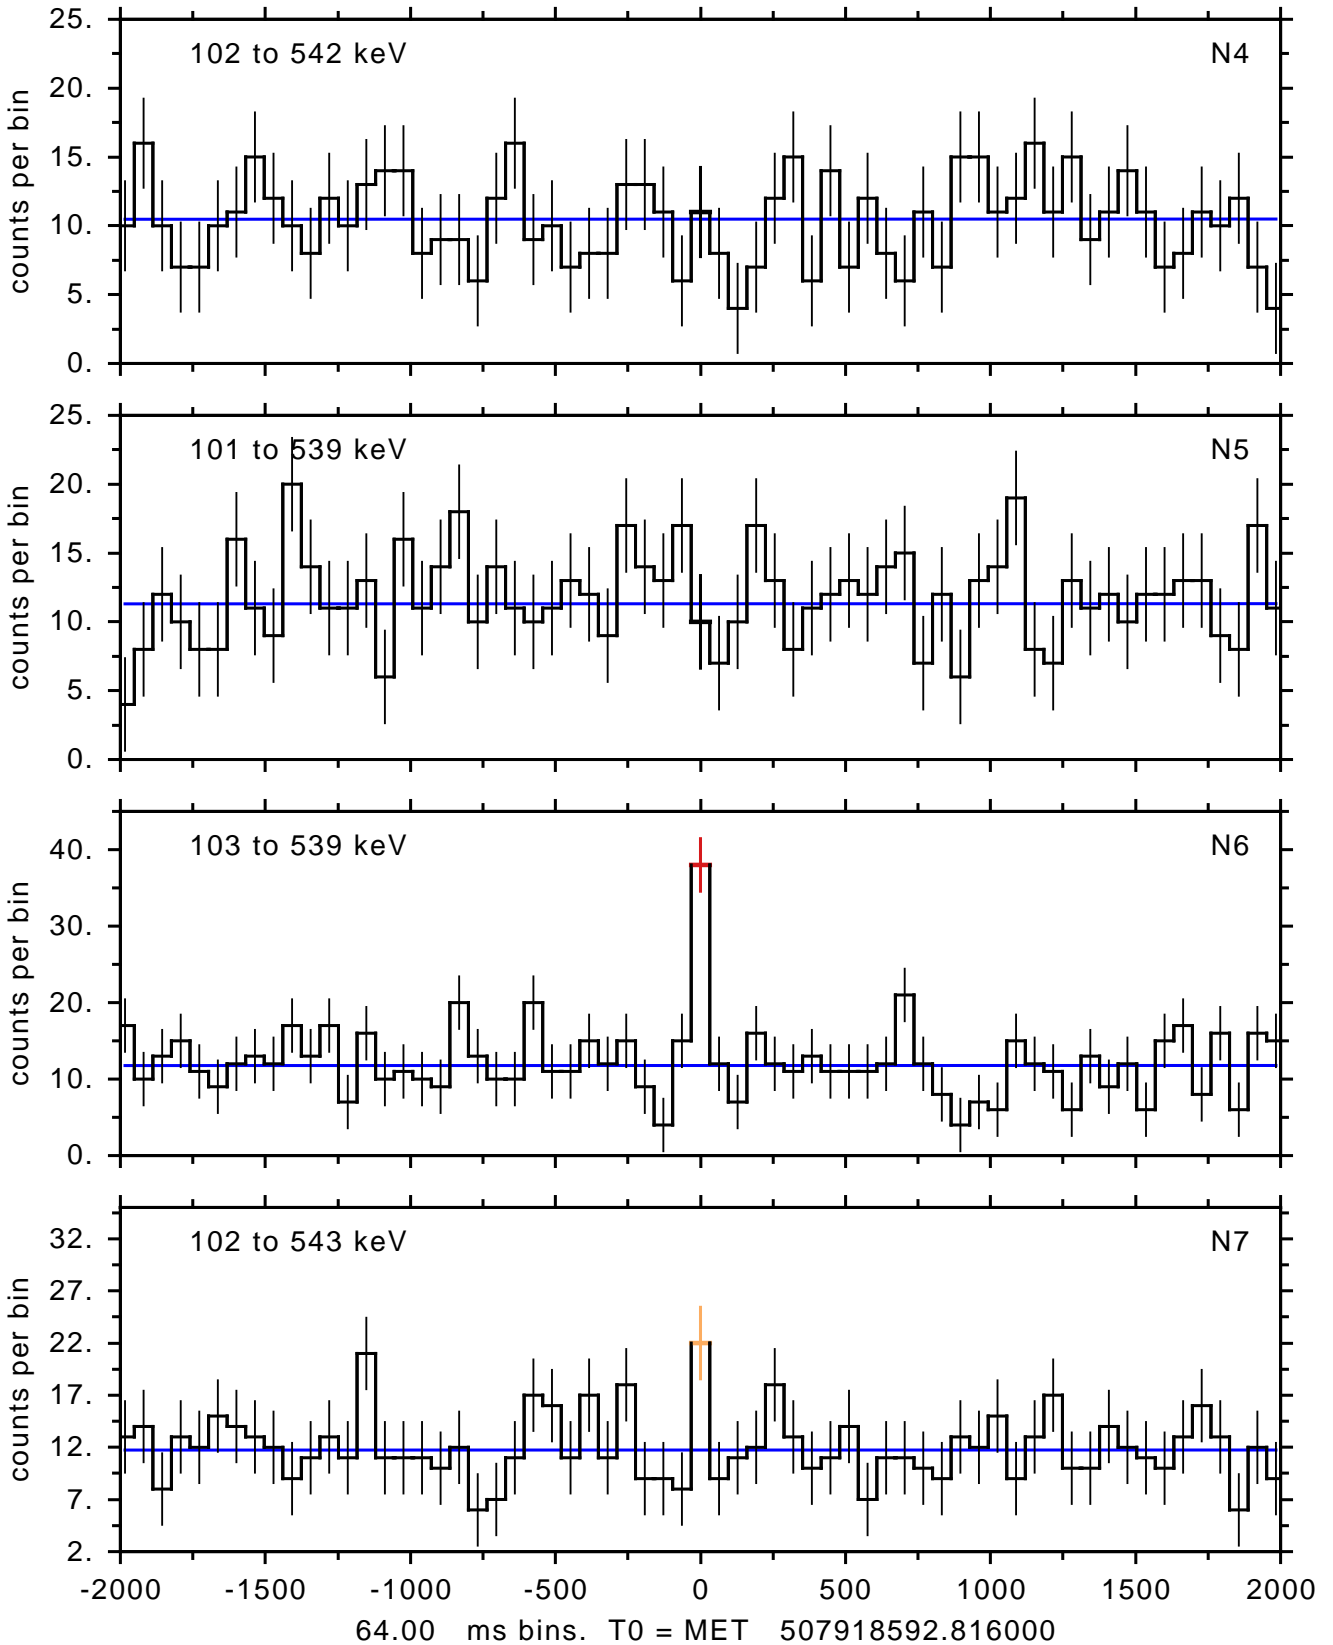 25.
20.
15.
10.
5.
0.
counts per bin
102 to 542 keV
N4
25.
20.
15.
10.
5.
0.
counts per bin
101 to 539 keV
N5
40.
30.
20.
10.
0.
counts per bin
103 to 539 keV
N6
32.
27.
22.
17.
12.
7.
2.
counts per bin
102 to 543 keV
N7
-2000 -1500 -1000 -500 0 500 1000 1500 2000
64.00 ms bins. T0 = MET 507918592.816000